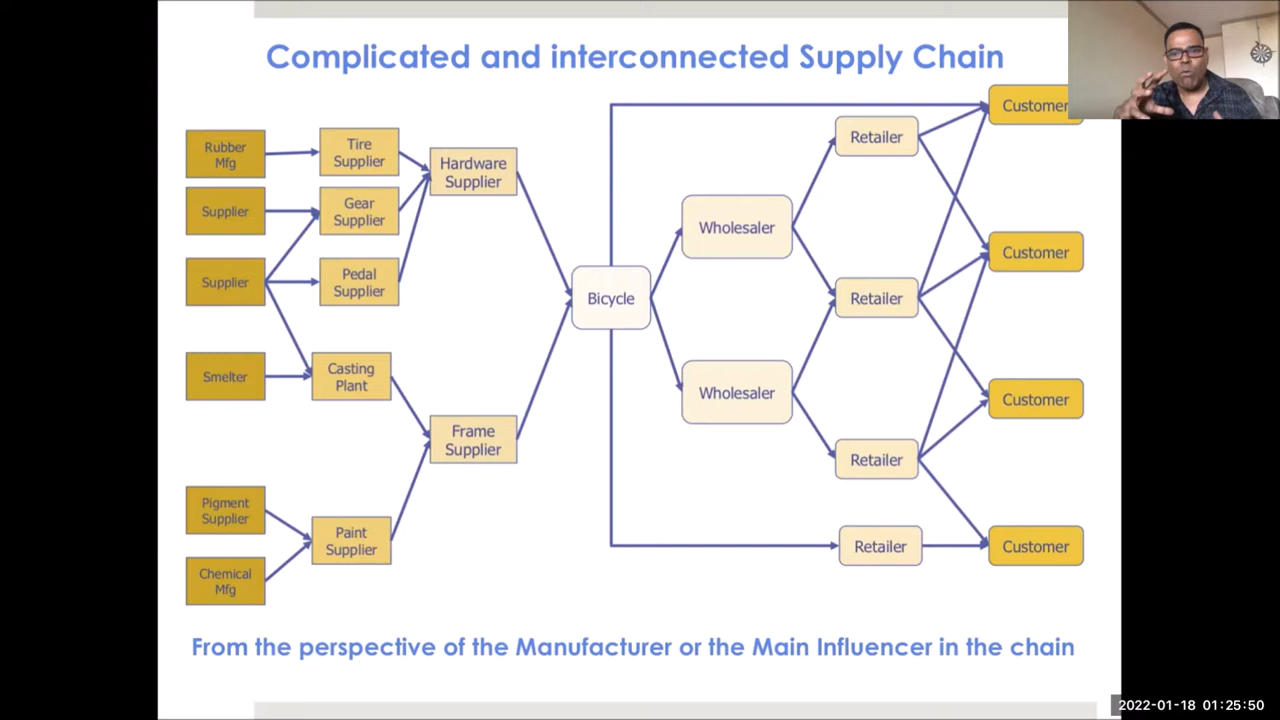 Complicated and interconnected Supply Chain
Rubber
Mfg
Supplier
Supplier
Smelter
Pigment
Supplier
Chemical
Mfg
Tire
Supplier
Gear
Supplier
Pedal
Supplier
Casting
Plant
Paint
Supplier
Hardware
Supplier
Frame
Supplier
Bicycle
Wholesaler
Wholesaler
Retailer
Retailer
Retailer
Retailer
Customer
Customer
Customer
Customer
From the perspective of the Manufacturer or the Main Influencer in the chain
2022-01-18 01:25:50